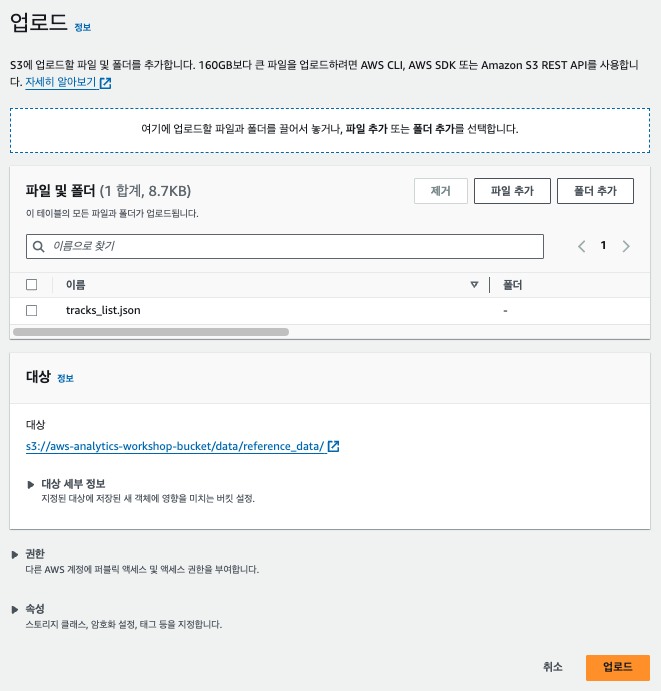 업로드 정보
S3에 업로드할 파일 및 폴더를 추가합니다. 160GB보다 큰 파일을 업로드하려면 AWS CLI, AWS SDK 또는 Amazon S3 REST API를 사용합니
다. 자세히 알아보기
여기에 업로드할 파일과 폴더를 끌어서 놓거나, 파일 추가 또는 폴더 추가를 선택합니다.
파일 및 폴더 (1 합계, 8.7KB)
제거 파일 추가 폴더 추가
이 테이블의 모든 파일과 폴더가 업로드됩니다.
이름으로 찾기
1
이름 폴더
tracks_list.json -
대상 정보
대상
s3://aws-analytics-workshop-bucket/data/reference_data/
대상 세부 정보
지정된 대상에 저장된 새 객체에 영향을 미치는 버킷 설정.
권한
다른 AWS 계정에 퍼블릭 액세스 및 액세스 권한을 부여합니다.
속성
스토리지 클래스, 암호화 설정, 태그 등을 지정합니다.
취소 업로드